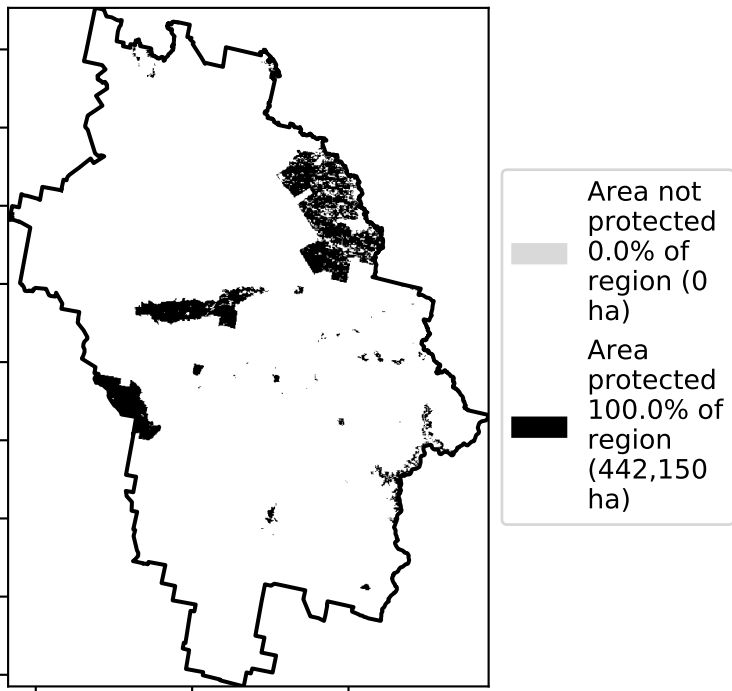 Area not
protected
0.0% of
region (0
ha)
Area
protected
100.0% of
region
(442,150
ha)